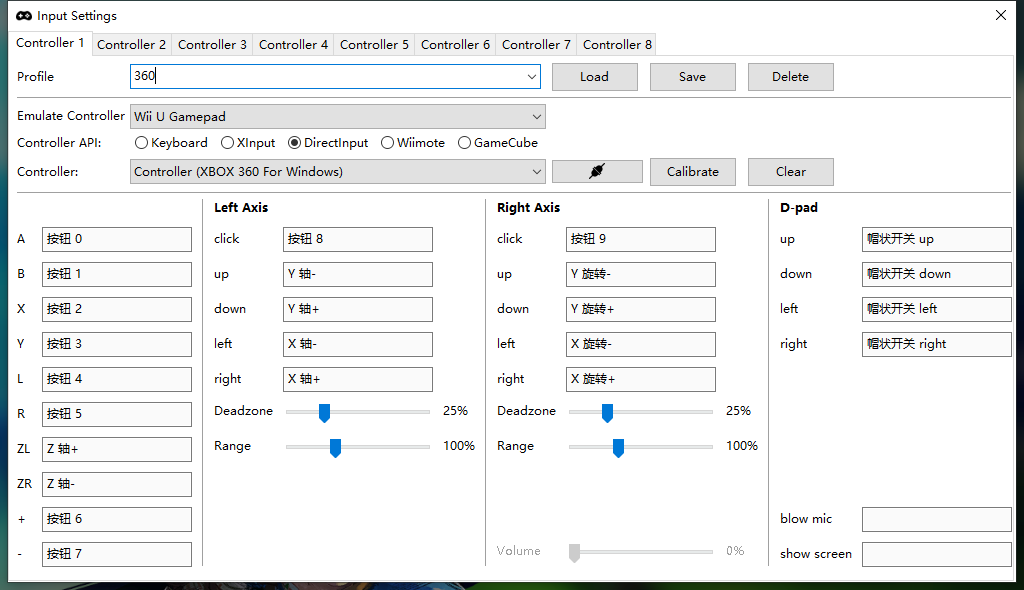 Input Settings
Controller 1 Controller 2 Controller 3 Controller 4 Controller 5 Controller 6 Controller 7 Controller 8
Profile 360 Load Save Delete
Emulate Controller Wii U Gamepad
Controller API: Keyboard XInput DirectInput Wiimote GameCube
Controller: Controller (XBOX 360 For Windows) Calibrate Clear
Left Axis Right Axis D-pad
A 按钮 0 click 按钮 8 click 按钮 9 up 帽状开关 up
B 按钮 1 up Y 轴- up Y 旋转- down 帽状开关 down
X 按钮 2 down Y 轴+ down Y 旋转+ left 帽状开关 left
Y 按钮 3 left X 轴- left X 旋转- right 帽状开关 right
L 按钮 4 right X 轴+ right X 旋转+
R 按钮 5 Deadzone 25% Deadzone 25%
ZL Z 轴+ Range 100% Range 100%
ZR Z 轴-
+ 按钮 6 blow mic
- 按钮 7 Volume 0% show screen